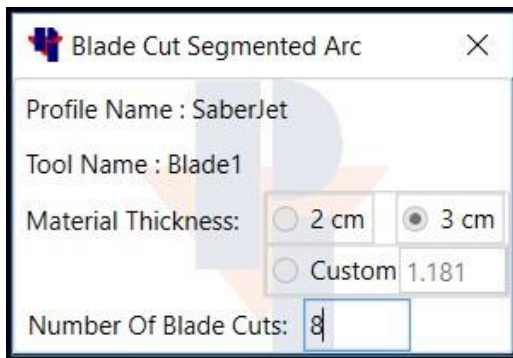 Blade Cut Segmented Arc
Profile Name : SaberJet
Tool Name : Blade1
Material Thickness: 2 cm 3 cm
Custom 1.181
Number Of Blade Cuts: 8